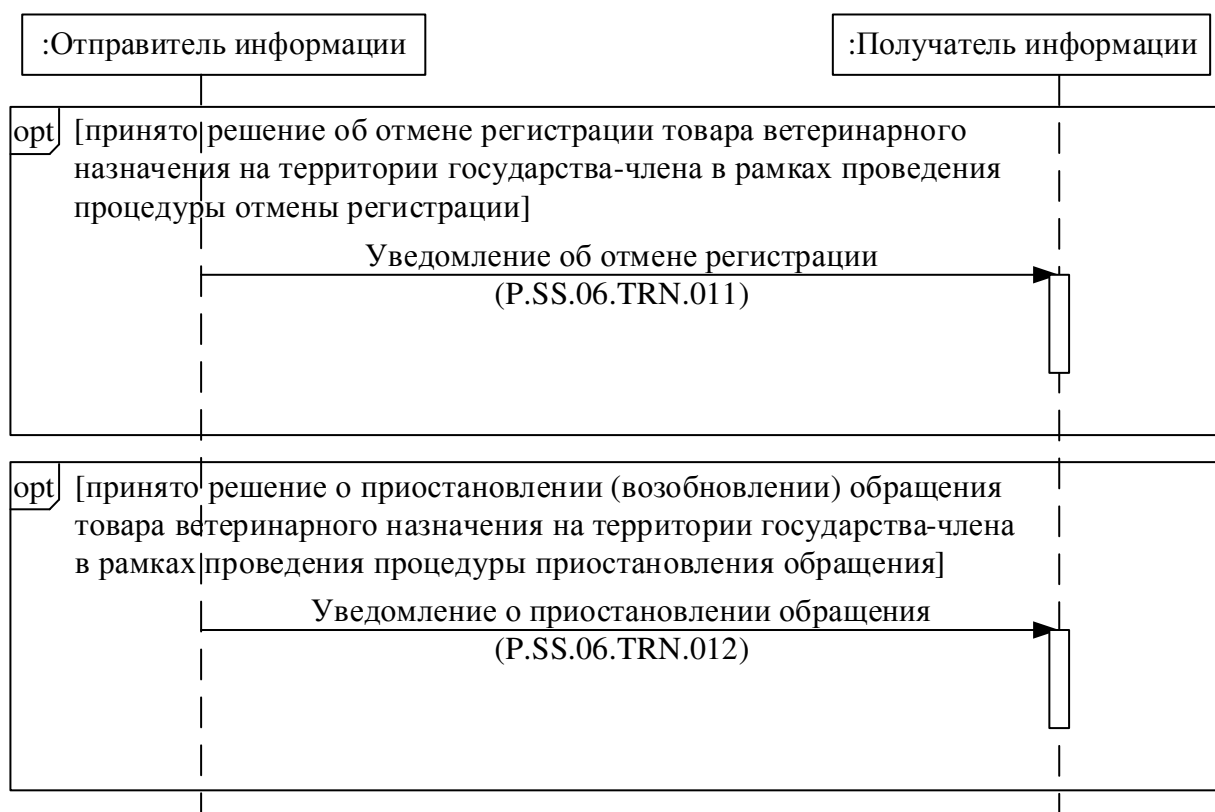 :Отправитель информации
:Получатель информации
opt
[принято решение об отмене регистрации товара ветеринарного
назначения на территории государства-члена в рамках проведения
процедуры отмены регистрации]
Уведомление об отмене регистрации
(P.SS.06.TRN.011)
opt
[принято решение о приостановлении (возобновлении) обращения
товара ветеринарного назначения на территории государства-члена
в рамках проведения процедуры приостановления обращения]
Уведомление о приостановлении обращения
(P.SS.06.TRN.012)